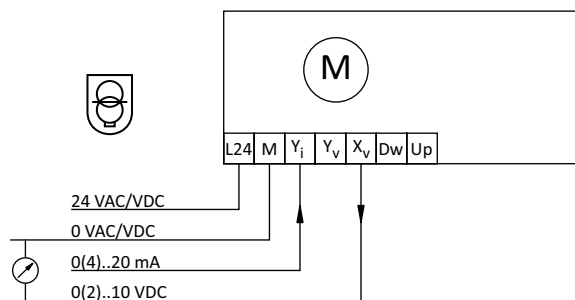 M
L24 M Yi Yv Xv Dw Up
24 VAC/VDC
0 VAC/VDC
0(4)..20 mA
0(2)..10 VDC